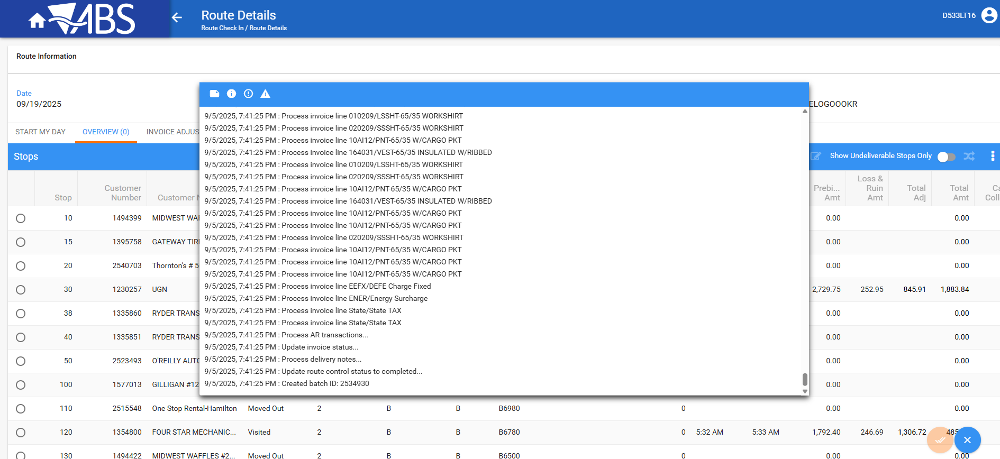 ABS
Route Details
Route Check In / Route Details
D533LT16
Route Information
Date
09/19/2025
ELOGOOOKR
START MY DAY OVERVIEW (0) INVOICE ADJUS
Stops
Show Undeliverable Stops Only
Stop Customer Number Customer N Prebi... Amt Loss & Ruin Amt Total Adj Total Amt Ca Coll
9/5/2025, 7:41:25 PM : Process invoice line 010209/LSSHT-65/35 WORKSHIRT
9/5/2025, 7:41:25 PM : Process invoice line 020209/SSSHT-65/35 WORKSHIRT
9/5/2025, 7:41:25 PM : Process invoice line 10AI12/PNT-65/35 W/CARGO PKT
9/5/2025, 7:41:25 PM : Process invoice line 164031/VEST-65/35 INSULATED W/RIBBED
9/5/2025, 7:41:25 PM : Process invoice line 010209/LSSHT-65/35 WORKSHIRT
9/5/2025, 7:41:25 PM : Process invoice line 020209/SSSHT-65/35 WORKSHIRT
9/5/2025, 7:41:25 PM : Process invoice line 10AI12/PNT-65/35 W/CARGO PKT
9/5/2025, 7:41:25 PM : Process invoice line 164031/VEST-65/35 INSULATED W/RIBBED
9/5/2025, 7:41:25 PM : Process invoice line 10AI12/PNT-65/35 W/CARGO PKT
9/5/2025, 7:41:25 PM : Process invoice line 10AI12/PNT-65/35 W/CARGO PKT
9/5/2025, 7:41:25 PM : Process invoice line 020209/SSSHT-65/35 WORKSHIRT
9/5/2025, 7:41:25 PM : Process invoice line 10AI12/PNT-65/35 W/CARGO PKT
9/5/2025, 7:41:25 PM : Process invoice line 10AI12/PNT-65/35 W/CARGO PKT
9/5/2025, 7:41:25 PM : Process invoice line 10AI12/PNT-65/35 W/CARGO PKT
9/5/2025, 7:41:25 PM : Process invoice line EEFX/DEFE Charge Fixed
9/5/2025, 7:41:25 PM : Process invoice line ENER/Energy Surcharge
9/5/2025, 7:41:25 PM : Process invoice line State/State TAX
9/5/2025, 7:41:25 PM : Process invoice line State/State TAX
9/5/2025, 7:41:25 PM : Process AR transactions...
9/5/2025, 7:41:25 PM : Update invoice status...
9/5/2025, 7:41:25 PM : Process delivery notes...
9/5/2025, 7:41:25 PM : Update route control status to completed...
9/5/2025, 7:41:25 PM : Created batch ID: 2534930
10 1494399 MIDWEST WAF 0.00 0.00
15 1395758 GATEWAY TIRE 0.00 0.00
20 2540703 Thornton's # 5 0.00 0.00
30 1230257 UGN 2,729.75 252.95 845.91 1,883.84
38 1335860 RYDER TRANS 0.00 0.00
40 1335851 RYDER TRANS 0.00 0.00
50 2523493 O'REILLY AUTO 0.00 0.00
100 1577013 GILLIGAN #12 0.00 0.00
110 2515548 One Stop Rental-Hamilton Moved Out 2 B B B6980 0 0.00 0.00
120 1354800 FOUR STAR MECHANIC... Visited 2 B B B6780 0 5:32 AM 5:33 AM 1,792.40 246.69 1,306.72 485
130 1494422 MIDWEST WAFFLES #2... Moved Out 2 B B B6500 0 0.00 0.00